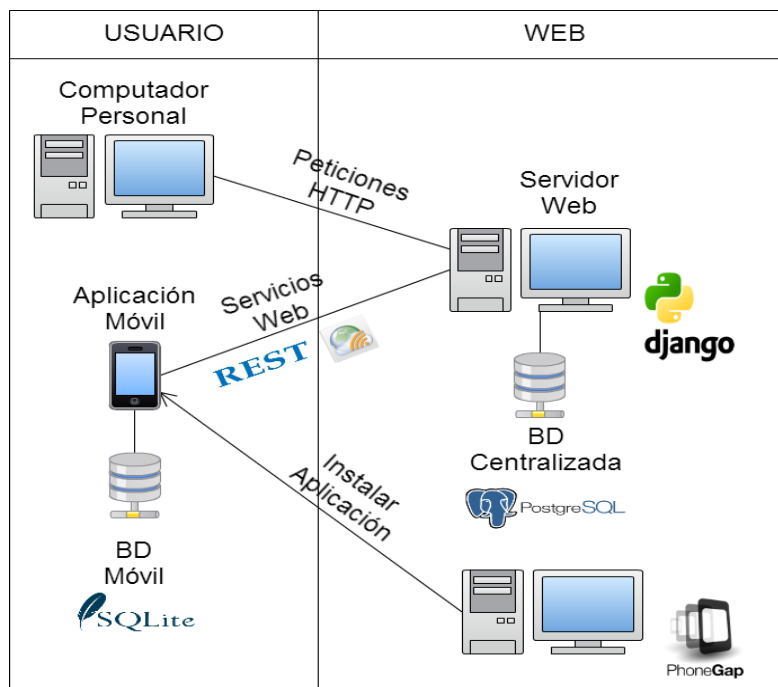 USUARIO
WEB
Computador
Personal
Peticiones
HTTP
Servidor
Web
django
Aplicación
Móvil
Servicios
Web
REST
BD
Centralizada
PostgreSQL
Instalar
Aplicación
BD
Móvil
SQLite
PhoneGap